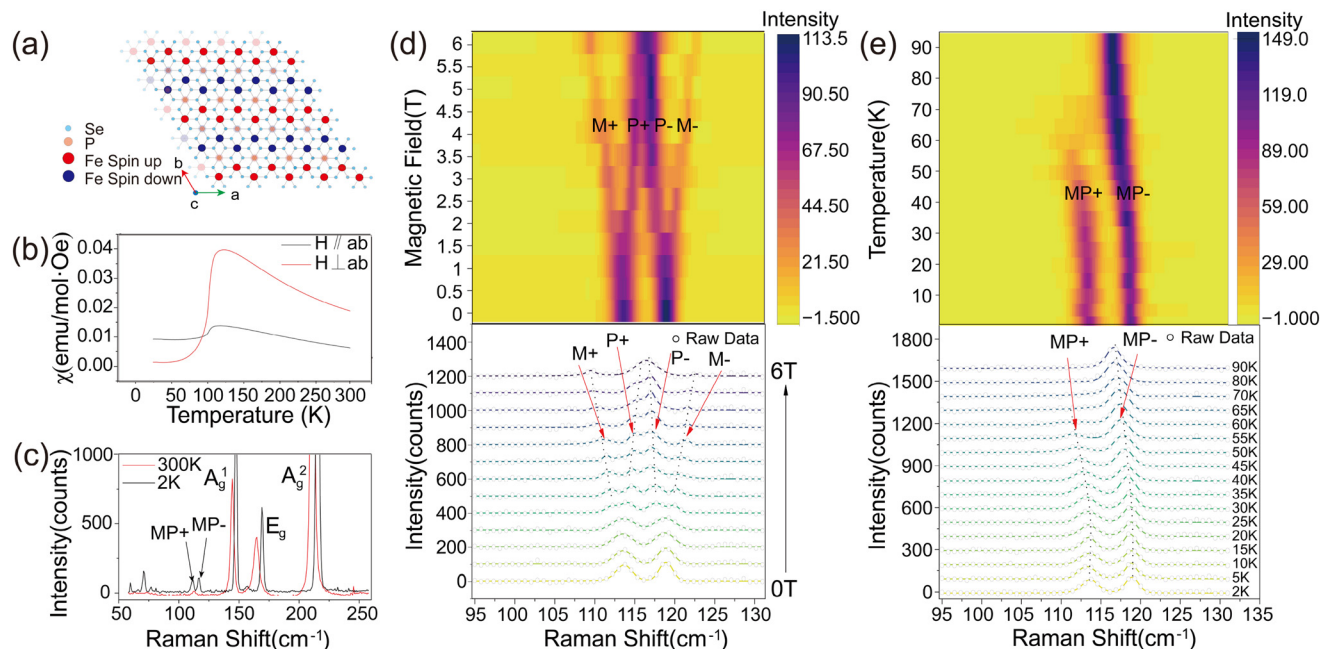 (a)
Se
P
Fe Spin up
Fe Spin down
b
a
c
(b)
χ(emu/mol·Oe)
0.04
0.03
0.02
0.01
0.00
H // ab
H ⊥ ab
0 50 100 150 200 250 300
Temperature (K)
(c)
Intensity(counts)
1000
500
0
300K
2K
MP+
MP-
A_g^1
E_g
A_g^2
50 100 150 200 250
Raman Shift(cm⁻¹)
(d)
Magnetic Field(T)
6
5.5
5
4.5
4
3.5
3
2.5
2
1.5
1
0.5
0
M+ P+ P- M-
Intensity
113.5
90.50
67.50
44.50
21.50
−1.500
Intensity(counts)
1400
1200
1000
800
600
400
200
0
○ Raw Data
M+
P+
P-
M-
6T
0T
95 100 105 110 115 120 125 130
Raman Shift(cm⁻¹)
(e)
Temperature(K)
90
80
70
60
50
40
30
20
10
MP+ MP-
Intensity
149.0
119.0
89.00
59.00
29.00
−1.000
Intensity(counts)
1800
1500
1200
900
600
300
0
MP+
MP-
○ Raw Data
90K
80K
70K
65K
60K
55K
50K
45K
40K
35K
30K
25K
20K
15K
10K
5K
2K
95 100 105 110 115 120 125 130 135
Raman Shift(cm⁻¹)